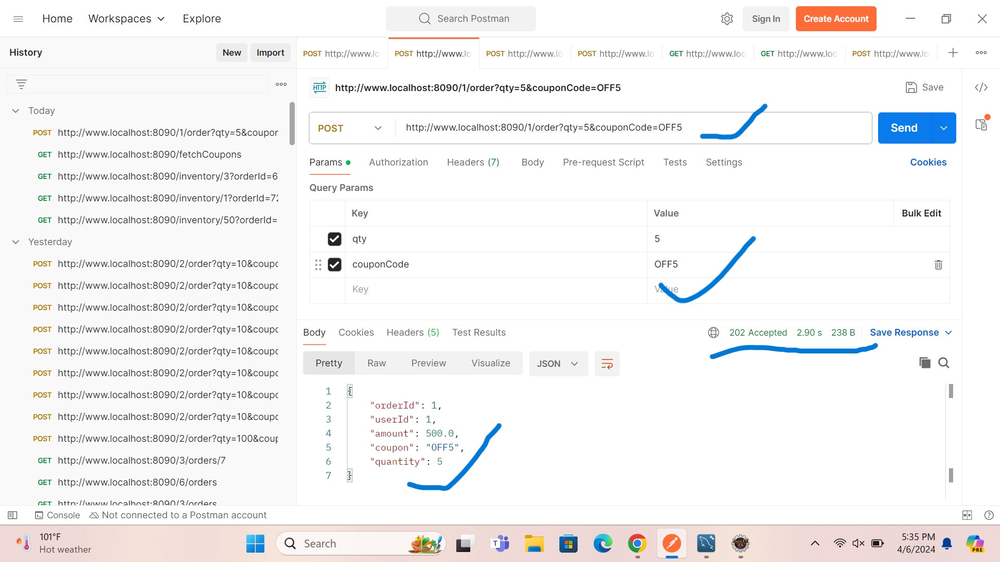 Home Workspaces Explore Search Postman Sign In Create Account
History New Import
POST http://www.lo POST http://www.lo POST http://www.lo POST http://www.lo GET http://www.loc GET http://www.loc POST http://www.lo
Today
POST http://www.localhost:8090/1/order?qty=5&coupor
GET http://www.localhost:8090/fetchCoupons
GET http://www.localhost:8090/inventory/3?orderId=6
GET http://www.localhost:8090/inventory/1?orderId=72
GET http://www.localhost:8090/inventory/50?orderId=
Yesterday
POST http://www.localhost:8090/2/order?qty=10&coupc
POST http://www.localhost:8090/2/order?qty=10&coupc
POST http://www.localhost:8090/2/order?qty=10&coupc
POST http://www.localhost:8090/2/order?qty=10&coupc
POST http://www.localhost:8090/2/order?qty=10&coupc
POST http://www.localhost:8090/2/order?qty=10&coupc
POST http://www.localhost:8090/2/order?qty=10&coupc
POST http://www.localhost:8090/2/order?qty=10&coupc
POST http://www.localhost:8090/2/order?qty=100&coup
GET http://www.localhost:8090/3/orders/7
GET http://www.localhost:8090/6/orders
GET http://www.localhost:8090/3/orders
HTTP http://www.localhost:8090/1/order?qty=5&couponCode=OFF5 Save
POST http://www.localhost:8090/1/order?qty=5&couponCode=OFF5 Send
Params Authorization Headers (7) Body Pre-request Script Tests Settings Cookies
Query Params
Key Value Bulk Edit
qty 5
couponCode OFF5
Key Value
Body Cookies Headers (5) Test Results 202 Accepted 2.90 s 238 B Save Response
Pretty Raw Preview Visualize JSON
1 {
2 "orderId": 1,
3 "userId": 1,
4 "amount": 500.0,
5 "coupon": "OFF5",
6 "quantity": 5
7 }
Console Not connected to a Postman account
101°F
Hot weather
Search
T
Java EE
IDE
5:35 PM
4/6/2024
PRE